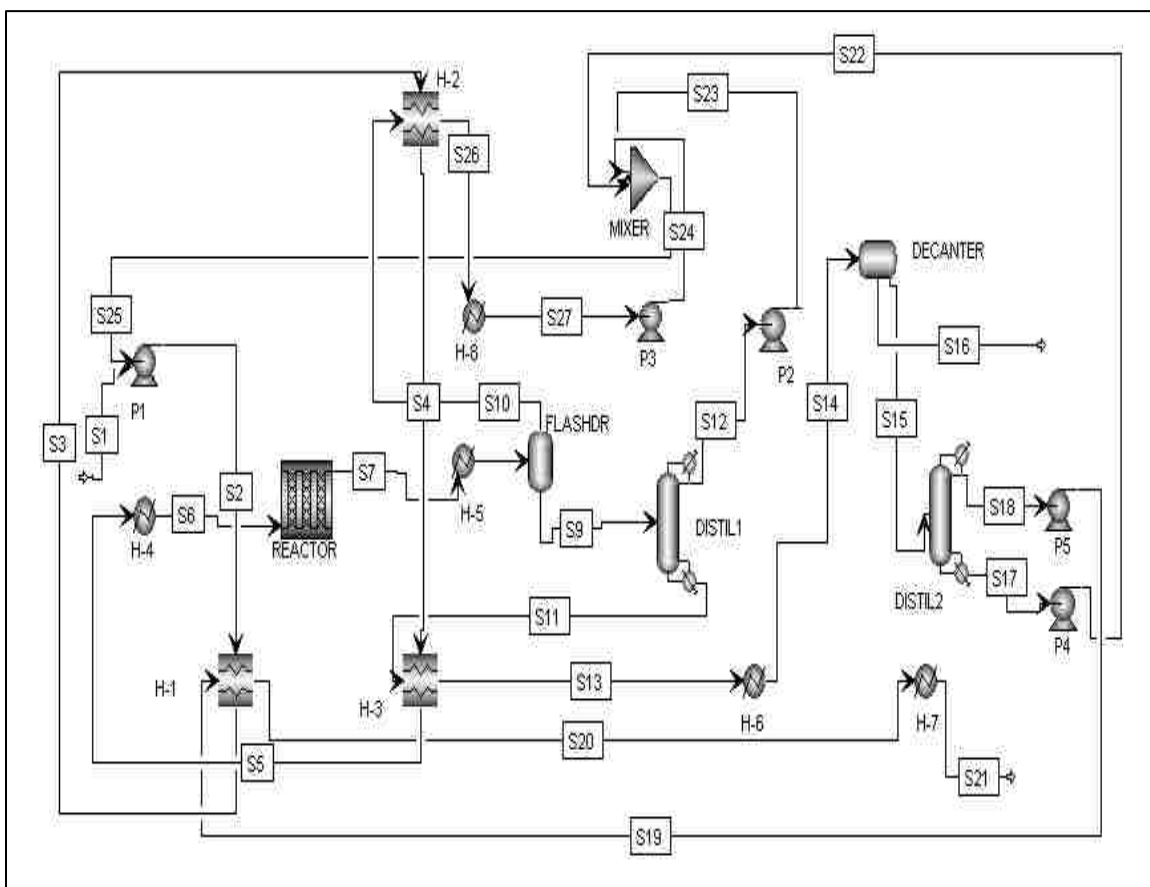 S22
H-2
S23
S26
MIXER
S24
DECANTER
S25
S27
H-8
P3
P2
S16
P1
S4
S10
S12
S14
FLASHDR
S3
S1
S15
S2
S7
S6
H-5
S18
H-4
REACTOR
S9
DISTIL1
P5
S17
DISTIL2
S11
P4
H-1
H-3
S13
H-6
H-7
S5
S20
S21
S19